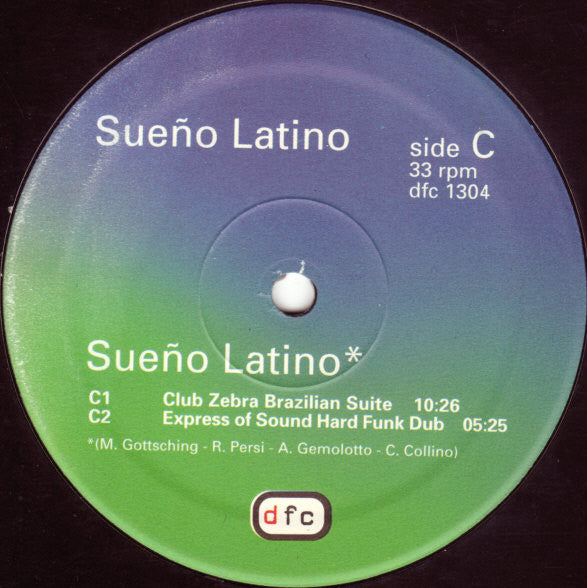 Sueño Latino
side C
33 rpm
dfc 1304
Sueño Latino*
C1 Club Zebra Brazilian Suite 10:26
C2 Express of Sound Hard Funk Dub 05:25
*(M. Gottsching - R. Persi - A. Gemolotto - C. Collino)
dfc